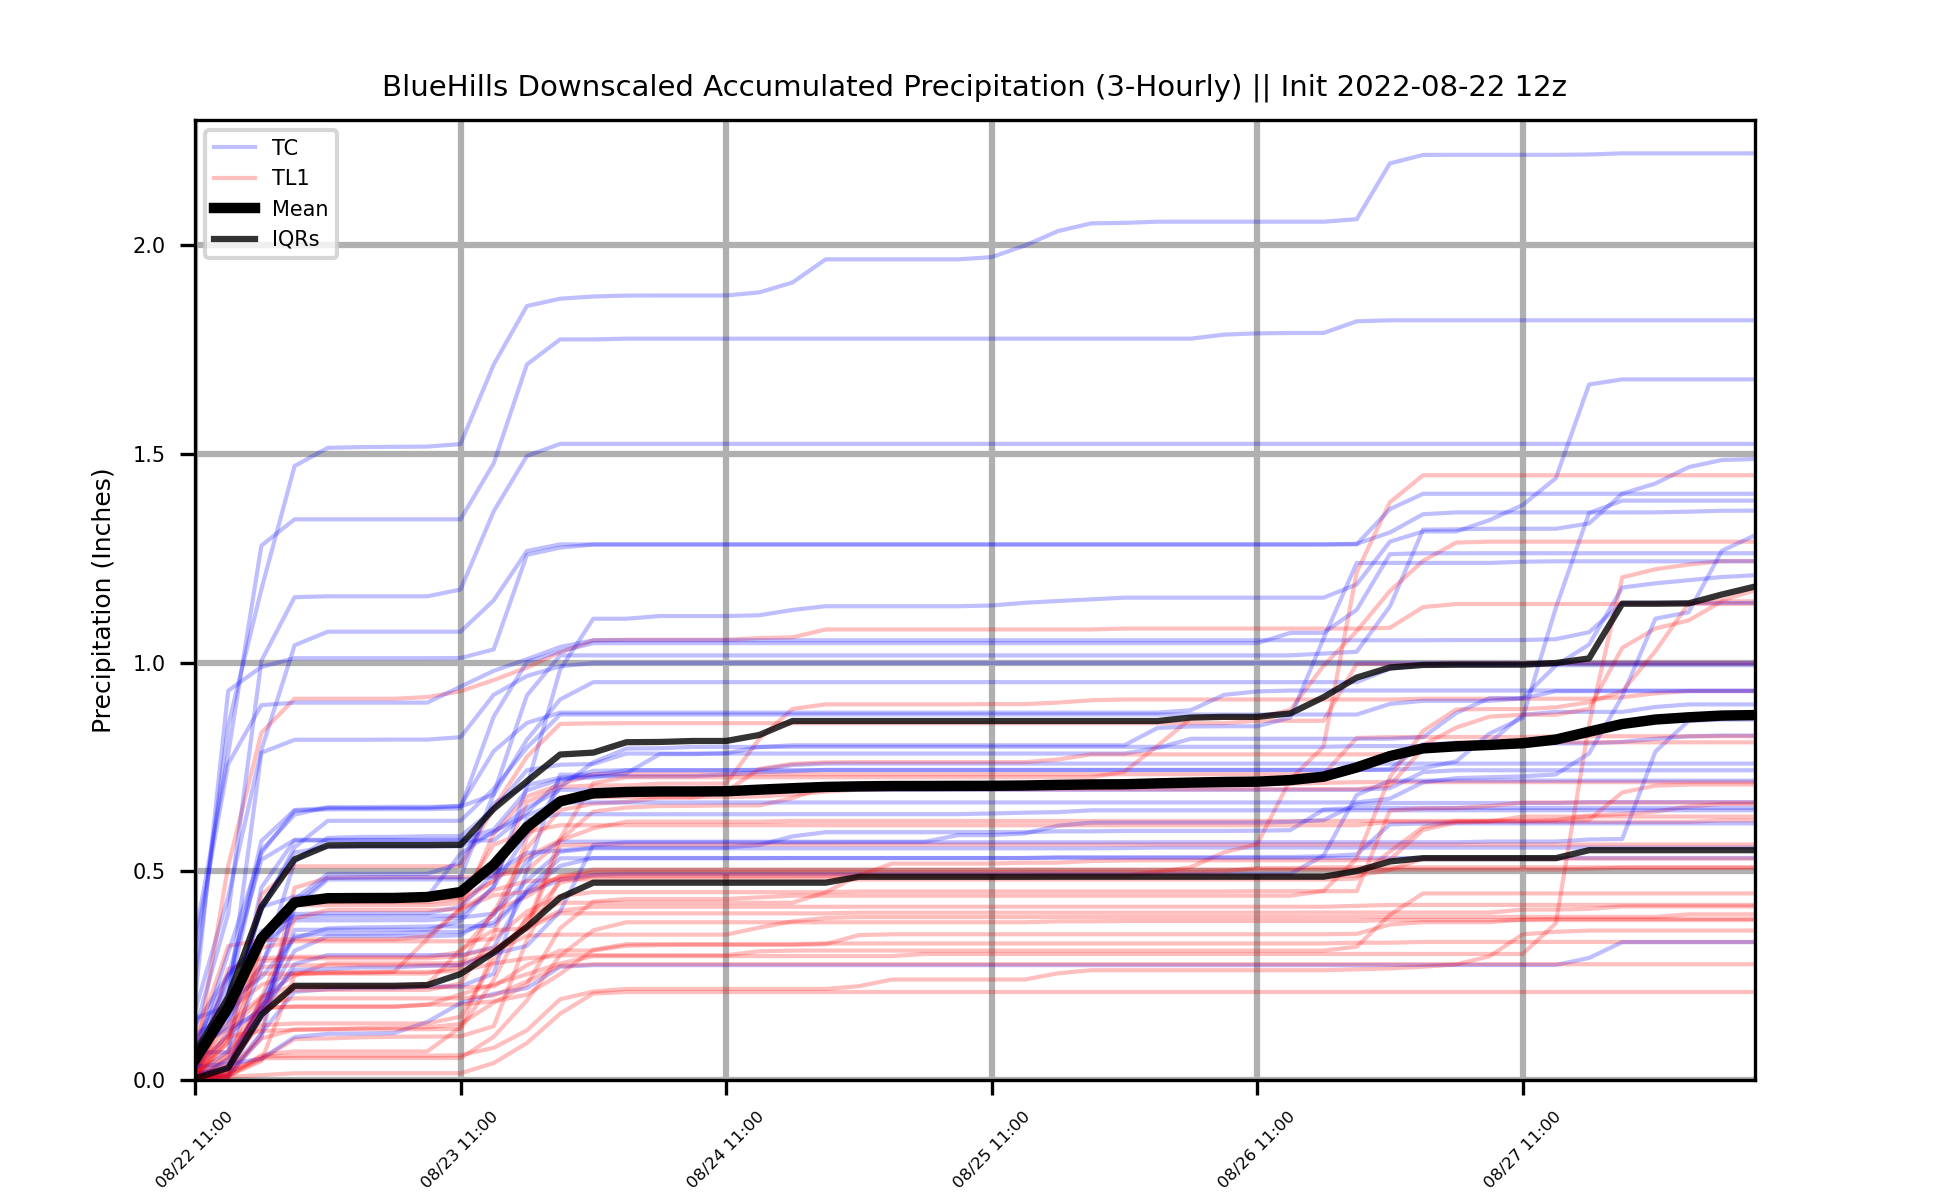 BlueHills Downscaled Accumulated Precipitation (3-Hourly) || Init 2022-08-22 12z
TC
TL1
Mean
IQRs
Precipitation (Inches)
2.0
1.5
1.0
0.5
0.0
08/22 11:00
08/23 11:00
08/24 11:00
08/25 11:00
08/26 11:00
08/27 11:00